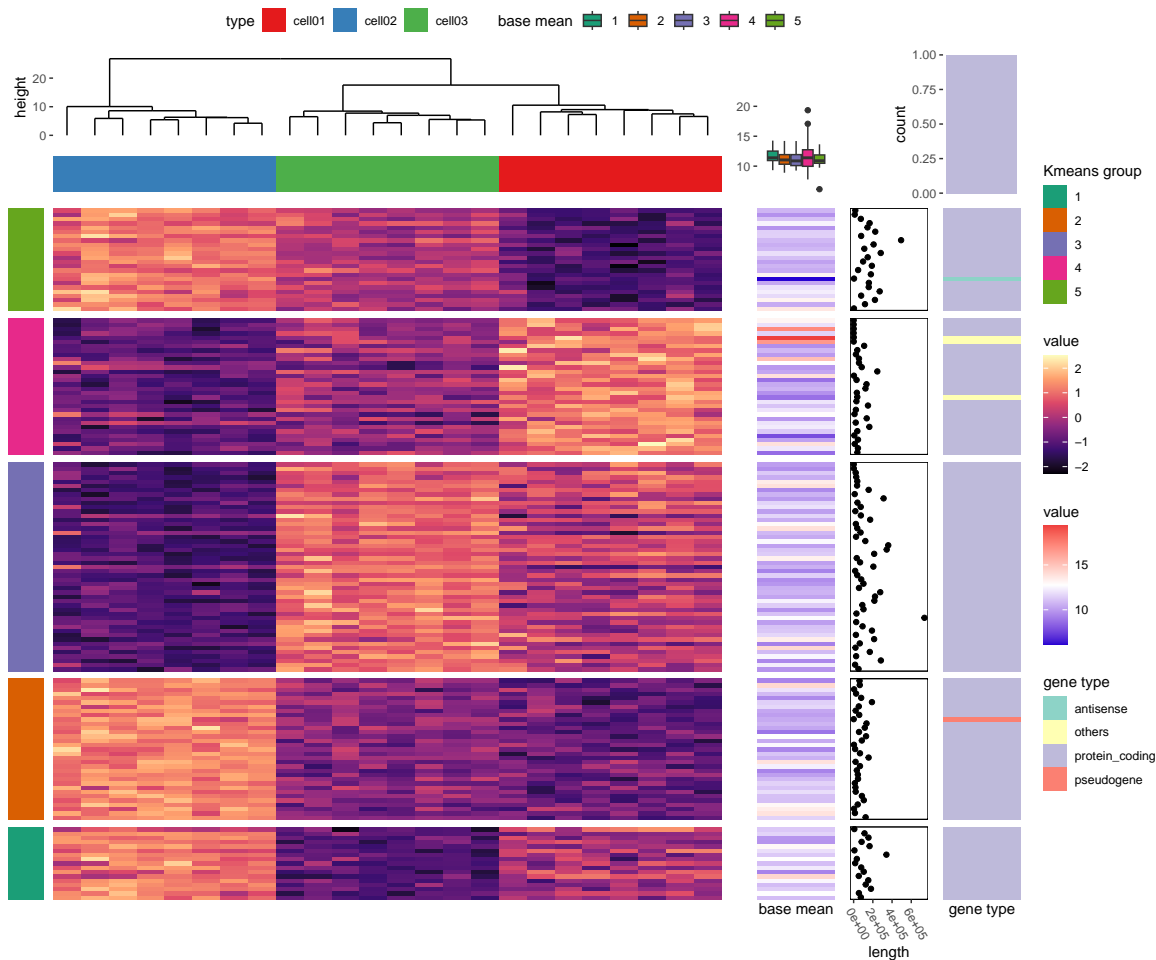 type cell01 cell02 cell03 base mean 1 2 3 4 5
height
20
10
0
20
15
10
count
1.00
0.75
0.50
0.25
0.00
Kmeans group
1
2
3
4
5
value
2
1
0
−1
−2
value
15
10
gene type
antisense
others
protein_coding
pseudogene
base mean
0e+00 2e+05 4e+05 6e+05
length
gene type